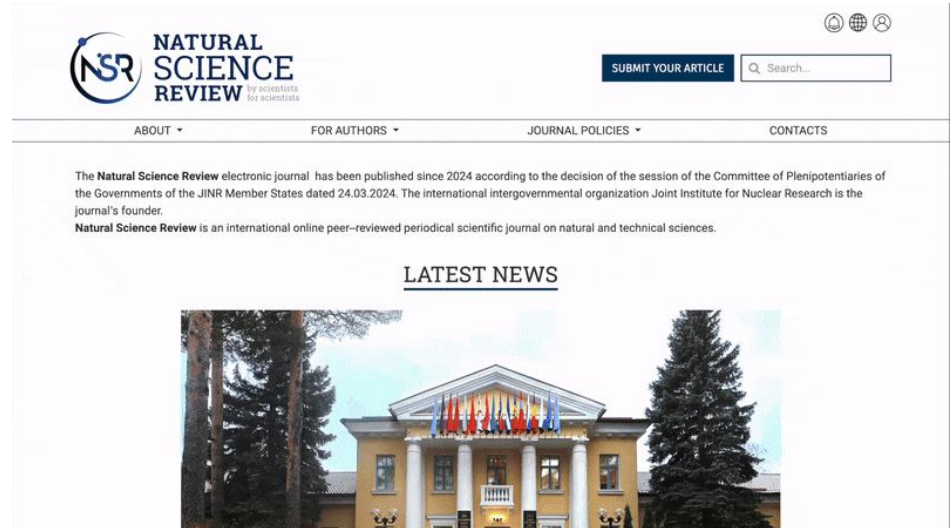 NATURAL
SCIENCE
REVIEW by scientists
for scientists
NSR
SUBMIT YOUR ARTICLE
Search...
ABOUT
FOR AUTHORS
JOURNAL POLICIES
CONTACTS
The Natural Science Review electronic journal has been published since 2024 according to the decision of the session of the Committee of Plenipotentiaries of
the Governments of the JINR Member States dated 24.03.2024. The international intergovernmental organization Joint Institute for Nuclear Research is the
journal's founder.
Natural Science Review is an international online peer–reviewed periodical scientific journal on natural and technical sciences.
LATEST NEWS